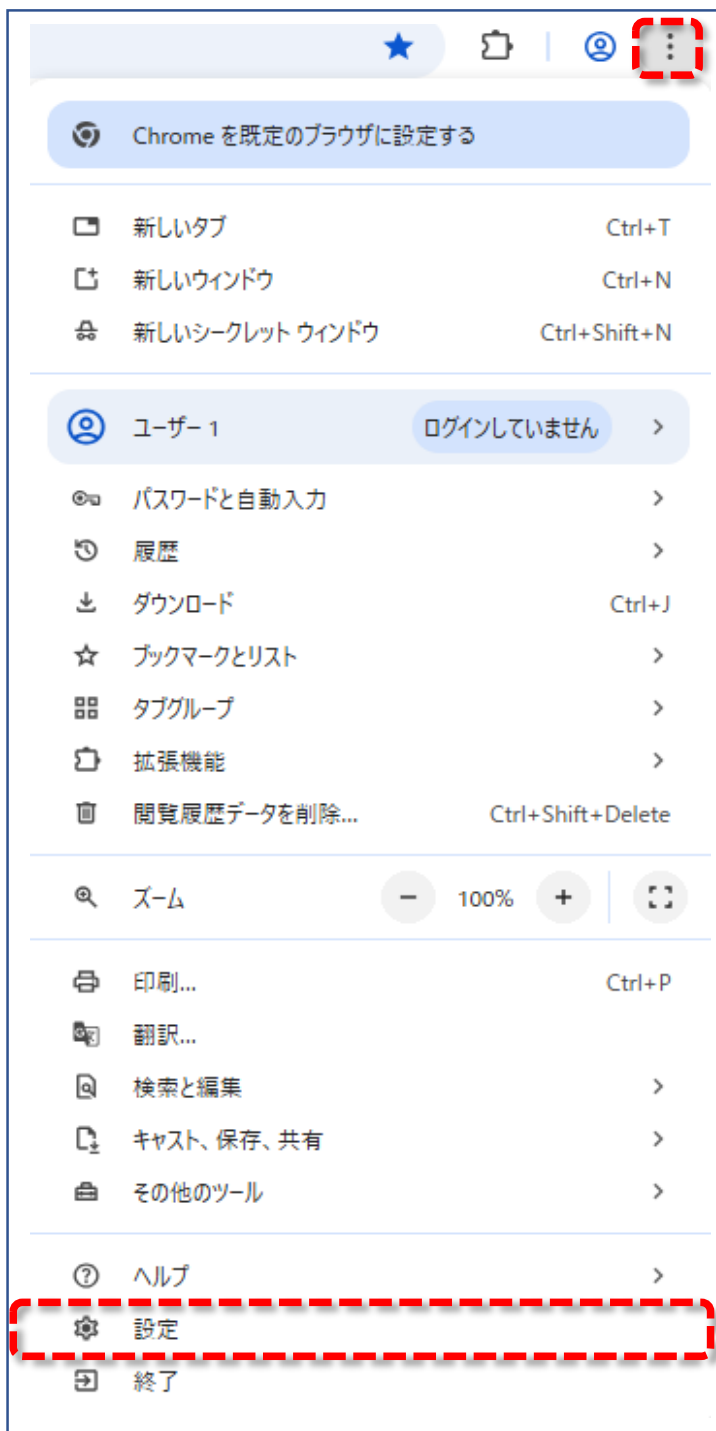 Chrome を既定のブラウザに設定する
新しいタブ Ctrl+T
新しいウィンドウ Ctrl+N
新しいシークレット ウィンドウ Ctrl+Shift+N
ユーザー 1 ログインしていません
パスワードと自動入力
履歴
ダウンロード Ctrl+J
ブックマークとリスト
タブグループ
拡張機能
閲覧履歴データを削除... Ctrl+Shift+Delete
ズーム − 100% +
印刷... Ctrl+P
翻訳...
検索と編集
キャスト、保存、共有
その他のツール
ヘルプ
設定
終了